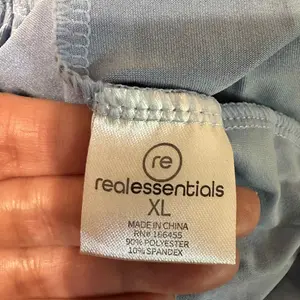 re
realessentials
XL
MADE IN CHINA
RN# 166455
90% POLYESTER
10% SPANDEX